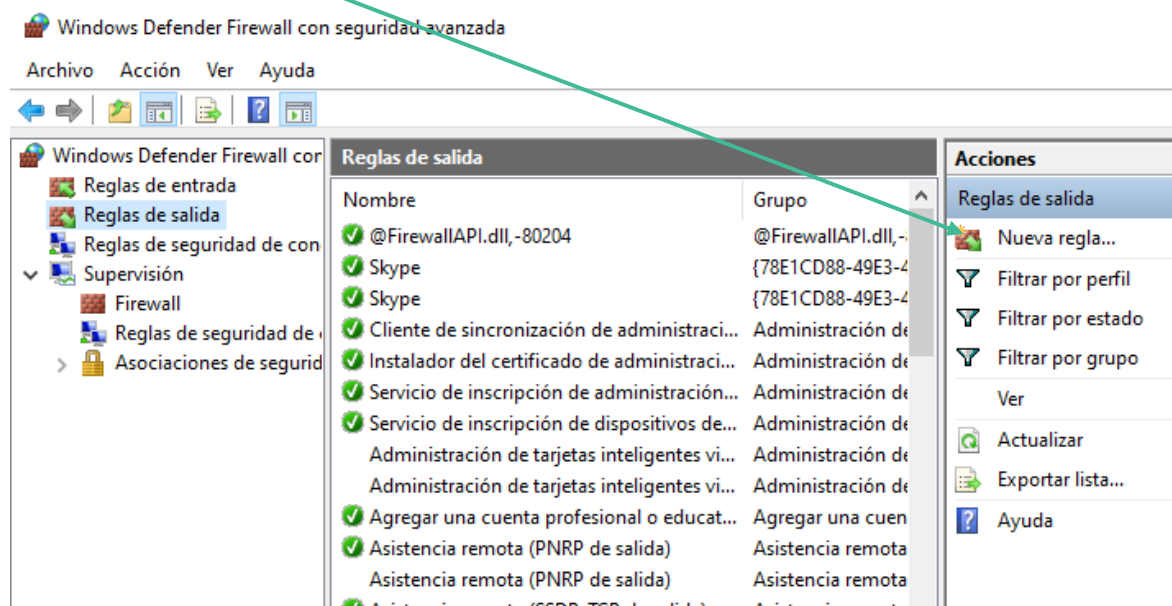 Windows Defender Firewall con seguridad avanzada
Archivo Acción Ver Ayuda
Windows Defender Firewall con
Reglas de entrada
Reglas de salida
Reglas de seguridad de con
Supervisión
Firewall
Reglas de seguridad de
Asociaciones de segurid
Reglas de salida
Nombre Grupo
@FirewallAPI.dll,-80204 @FirewallAPI.dll,-
Skype {78E1CD88-49E3-4
Skype {78E1CD88-49E3-4
Cliente de sincronización de administraci... Administración de
Instalador del certificado de administraci... Administración de
Servicio de inscripción de administración... Administración de
Servicio de inscripción de dispositivos de... Administración de
Administración de tarjetas inteligentes vi... Administración de
Administración de tarjetas inteligentes vi... Administración de
Agregar una cuenta profesional o educat... Agregar una cuen
Asistencia remota (PNRP de salida) Asistencia remota
Asistencia remota (PNRP de salida) Asistencia remota
Acciones
Reglas de salida
Nueva regla...
Filtrar por perfil
Filtrar por estado
Filtrar por grupo
Ver
Actualizar
Exportar lista...
Ayuda